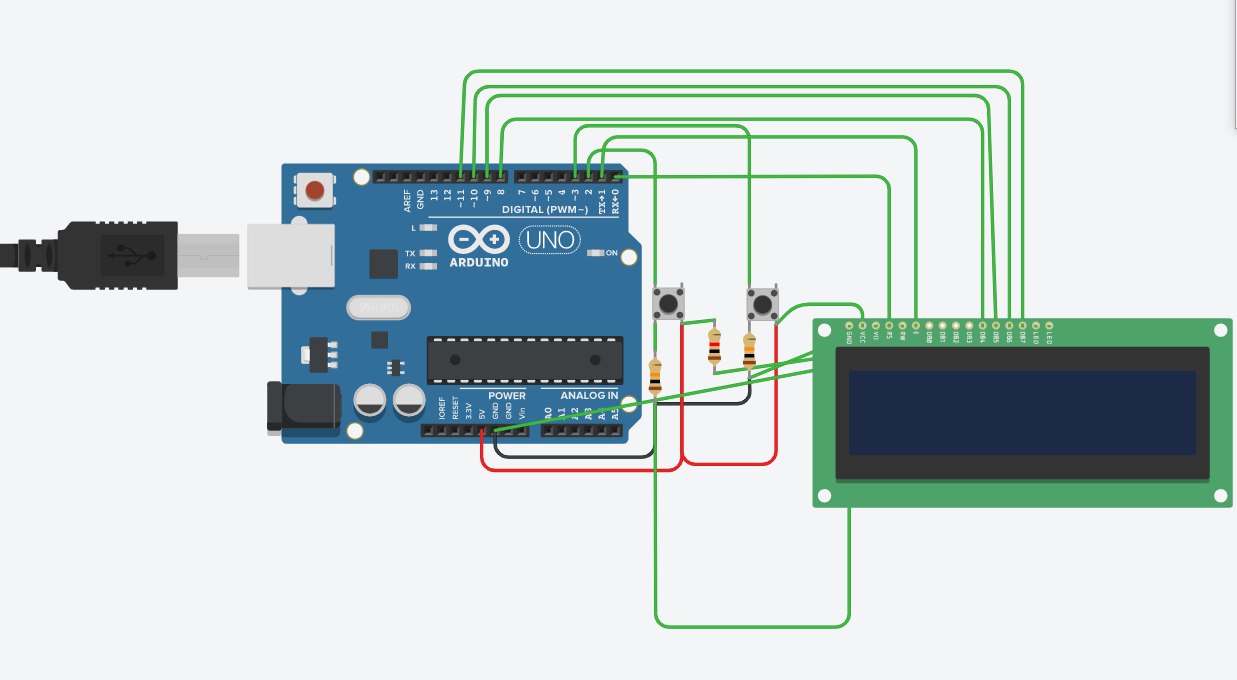 AREF
GND
13
12
~11
~10
~9
8
7
~6
~5
4
~3
2
TX→1
RX←0
DIGITAL (PWM~)
L
TX
RX
ARDUINO
UNO
ON
POWER
ANALOG IN
IOREF
RESET
3.3V
5V
GND
GND
Vin
A0
A1
A2
A3
A5
GND
VCC
VO
RS
RW
E
DB0
DB1
DB2
DB3
DB4
DB5
DB6
DB7
LED
LED